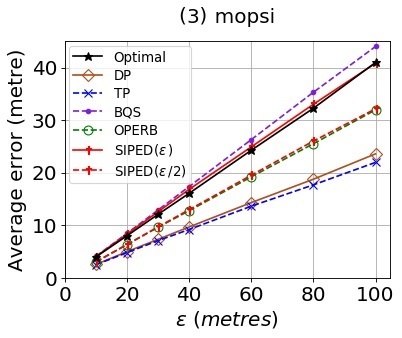 (3) mopsi
Average error (metre)
40
30
20
10
0
Optimal
DP
TP
BQS
OPERB
SIPED(ε)
SIPED(ε/2)
0 20 40 60 80 100
ε (metres)